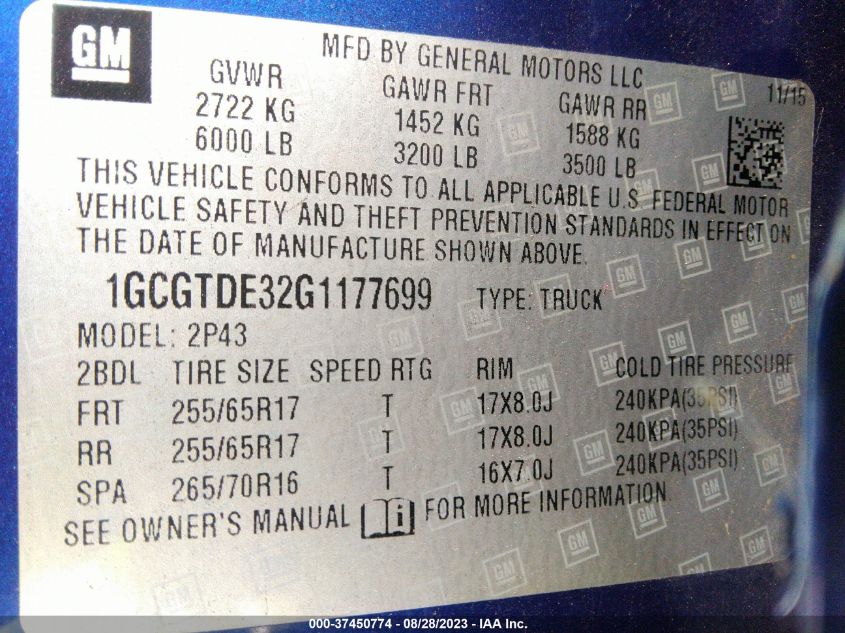 GM
MFD BY GENERAL MOTORS LLC
11/15
GVWR GAWR FRT GAWR RR
2722 KG 1452 KG 1588 KG
6000 LB 3200 LB 3500 LB
THIS VEHICLE CONFORMS TO ALL APPLICABLE U.S. FEDERAL MOTOR
VEHICLE SAFETY AND THEFT PREVENTION STANDARDS IN EFFECT ON
THE DATE OF MANUFACTURE SHOWN ABOVE.
1GCGTDE32G1177699 TYPE: TRUCK
MODEL: 2P43
2BDL TIRE SIZE SPEED RTG RIM COLD TIRE PRESSURE
FRT 255/65R17 T 17X8.0J 240KPA(35PSI)
RR 255/65R17 T 17X8.0J 240KPA(35PSI)
SPA 265/70R16 T 16X7.0J 240KPA(35PSI)
SEE OWNER'S MANUAL i FOR MORE INFORMATION
000-37450774 - 08/28/2023 - IAA Inc.